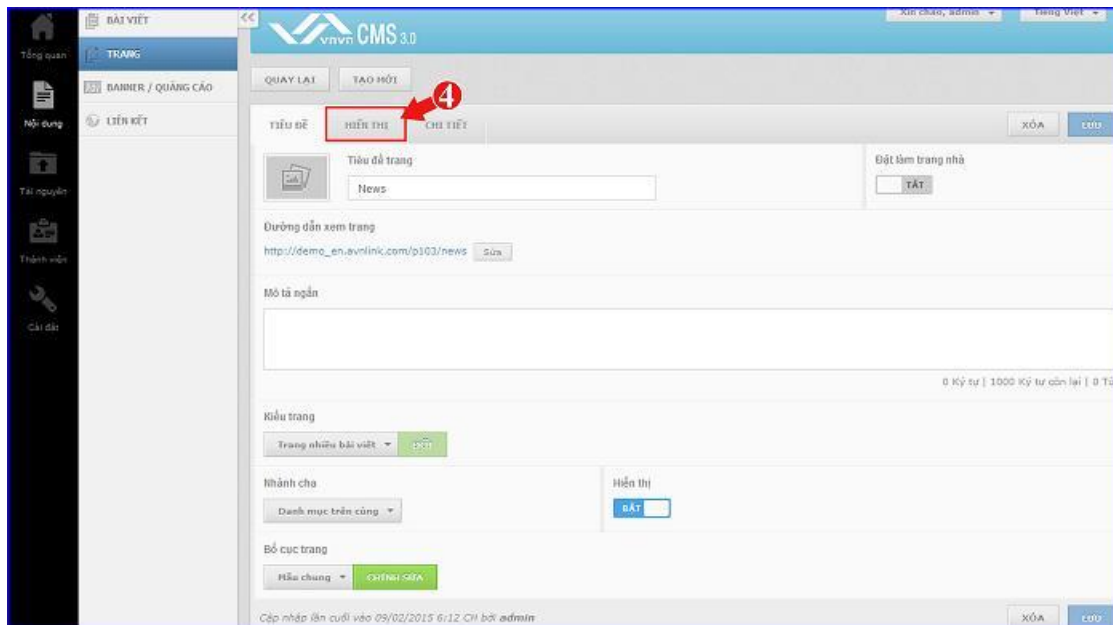 BÀI VIẾT
TRANG
BANNER / QUẢNG CÁO
LIÊN KẾT
Tổng quan
Nội dung
Tài nguyên
Thành viên
Cài đặt
<<
vnvn CMS 3.0
Xin chào, admin
Tiếng Việt
QUAY LẠI TẠO MỚI
4
TIÊU ĐỀ HIỂN THỊ CHI TIẾT XÓA LƯU
Tiêu đề trang Đặt làm trang nhà
News TẮT
Đường dẫn xem trang
http://demo_en.avnlink.com/p103/news Sửa
Mô tả ngắn
0 Ký tự | 1000 Ký tự còn lại | 0 Từ
Kiểu trang
Trang nhiều bài viết ĐỔI
Nhánh cha Hiển thị
Danh mục trên cùng BẬT
Bố cục trang
Mẫu chung CHỈNH SỬA
Cập nhập lần cuối vào 09/02/2015 6:12 CH bởi admin XÓA LƯU